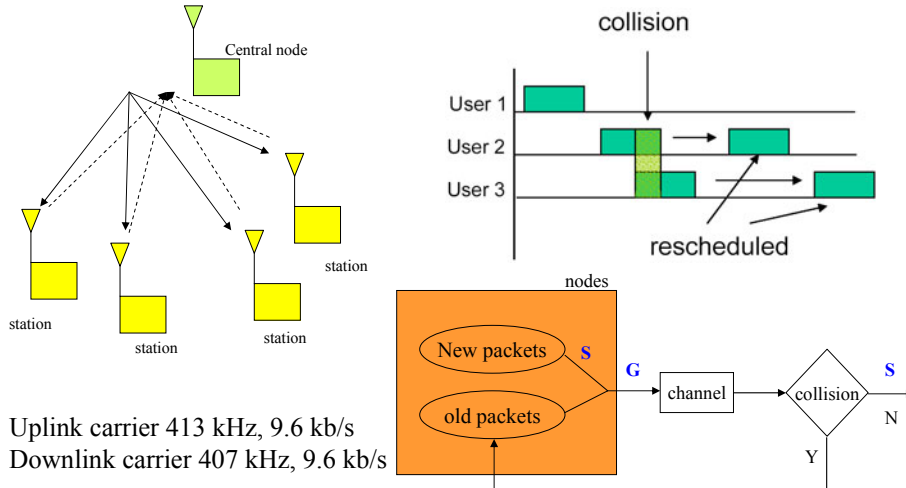 Central node
station
station
station
station
Uplink carrier 413 kHz, 9.6 kb/s
Downlink carrier 407 kHz, 9.6 kb/s
collision
User 1
User 2
User 3
rescheduled
nodes
New packets
S
old packets
G
channel
collision
S
N
Y